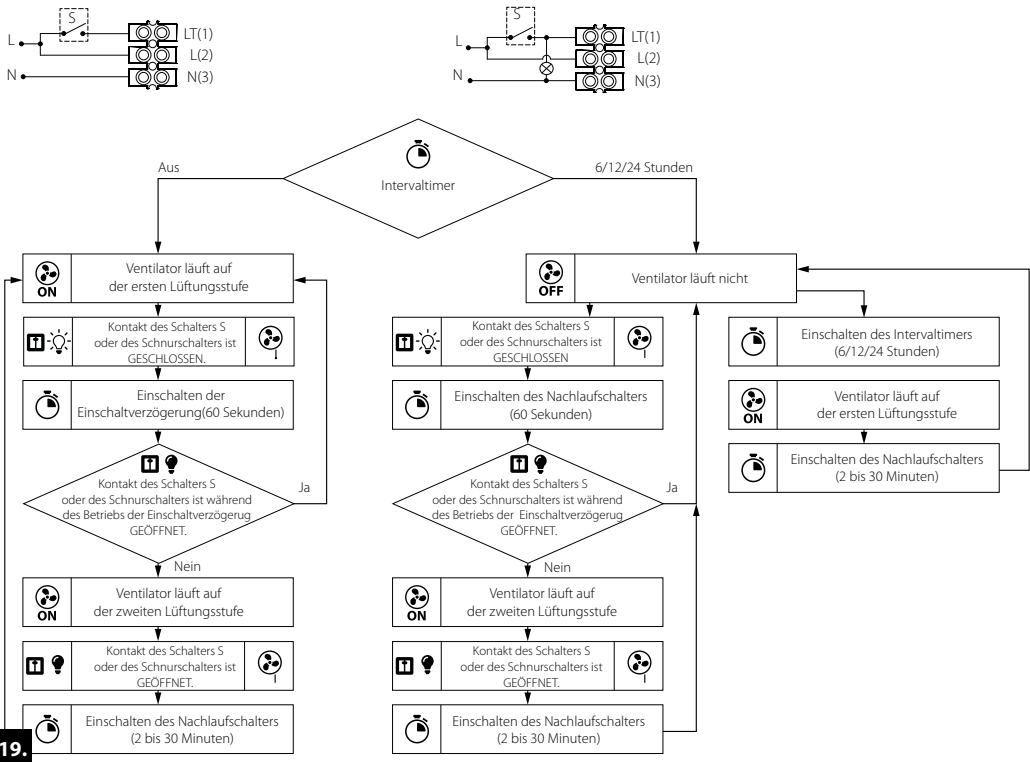 S
LT(1)
L
L(2)
N
N(3)
S
LT(1)
L
L(2)
N
N(3)
Intervaltimer
Aus
6/12/24 Stunden
ON
Ventilator läuft auf
der ersten Lüftungsstufe
Kontakt des Schalters S
oder des Schnurschalters ist
GESCHLOSSEN.
Einschalten der
Einschaltverzögerung(60 Sekunden)
Kontakt des Schalters S
oder des Schnurschalters ist während
des Betriebs der Einschaltverzögerug
GEÖFFNET.
Ja
Nein
ON
Ventilator läuft auf
der zweiten Lüftungsstufe
Kontakt des Schalters S
oder des Schnurschalters ist
GEÖFFNET.
Einschalten des Nachlaufschalters
(2 bis 30 Minuten)
OFF
Ventilator läuft nicht
Kontakt des Schalters S
oder des Schnurschalters ist
GESCHLOSSEN
Einschalten des Nachlaufschalters
(60 Sekunden)
Kontakt des Schalters S
oder des Schnurschalters ist während
des Betriebs der Einschaltverzögerug
GEÖFFNET.
Ja
Nein
ON
Ventilator läuft auf
der zweiten Lüftungsstufe
Kontakt des Schalters S
oder des Schnurschalters ist
GEÖFFNET.
Einschalten des Nachlaufschalters
(2 bis 30 Minuten)
Einschalten des Intervaltimers
(6/12/24 Stunden)
ON
Ventilator läuft auf
der ersten Lüftungsstufe
Einschalten des Nachlaufschalters
(2 bis 30 Minuten)
19.